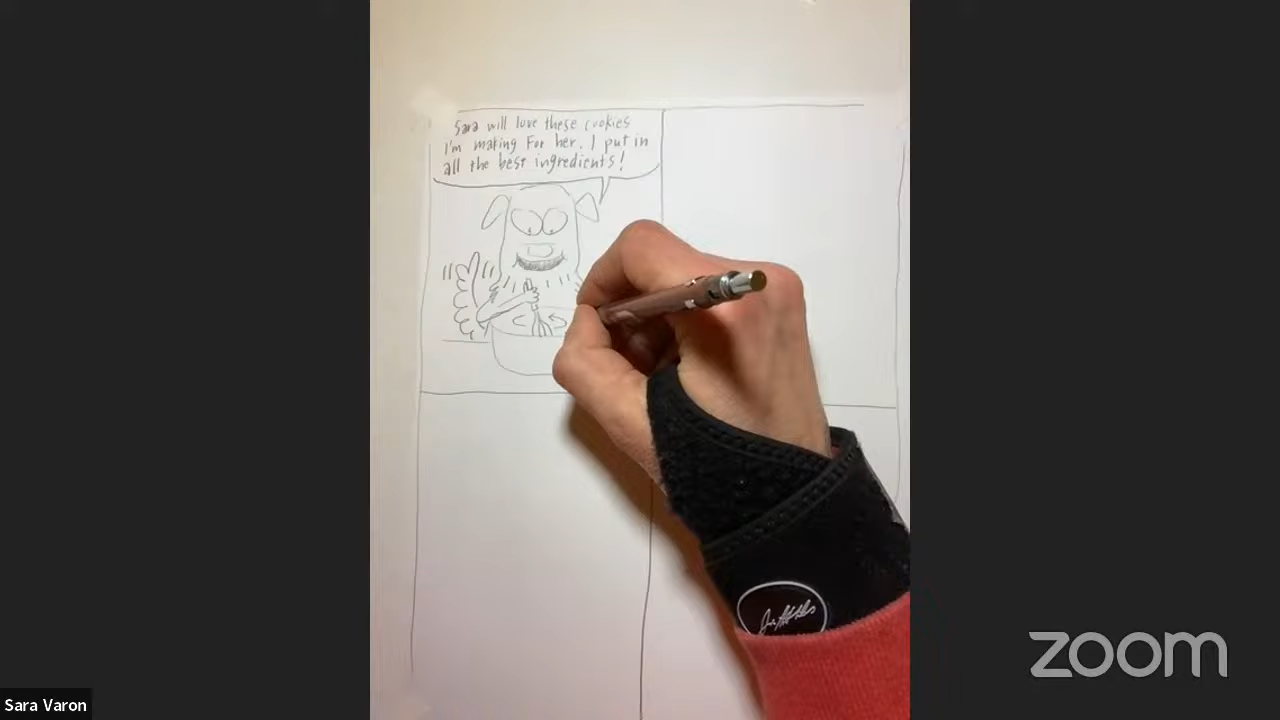 Sara will love these cookies
I'm making for her. I put in
all the best ingredients!
zoom
Sara Varon